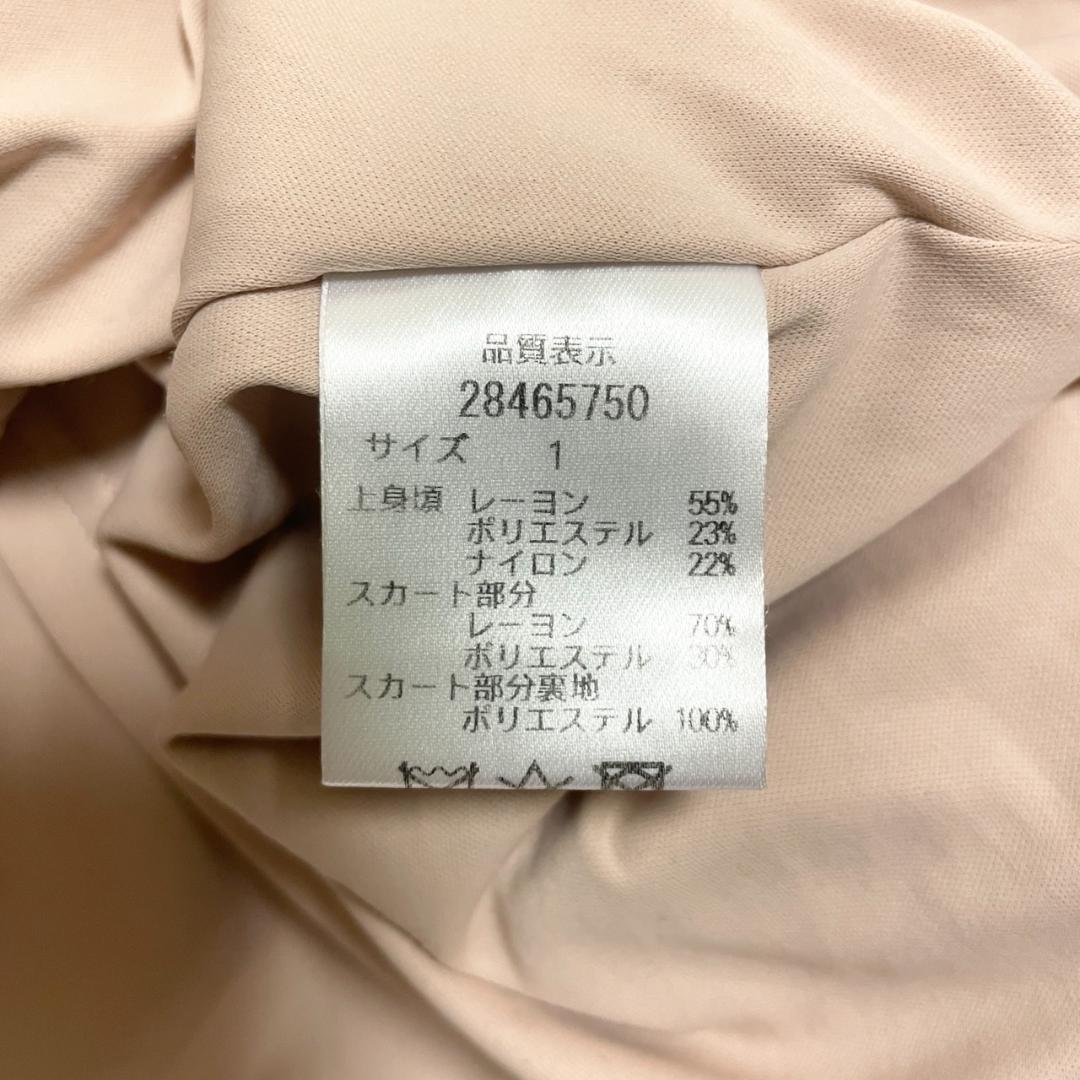 品質表示
28465750
サイズ 1
上身頃 レーヨン 55%
ポリエステル 23%
ナイロン 22%
スカート部分
レーヨン 70%
ポリエステル 30%
スカート部分裏地
ポリエステル 100%